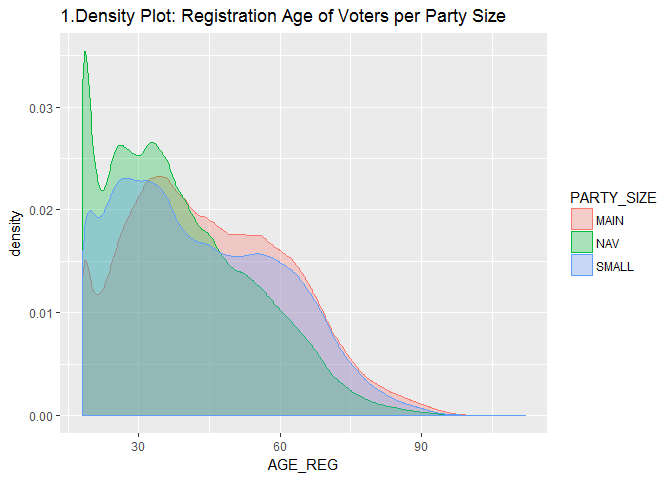 1.Density Plot: Registration Age of Voters per Party Size
0.03
0.02
0.01
0.00
density
30
60
90
AGE_REG
PARTY_SIZE
MAIN
NAV
SMALL